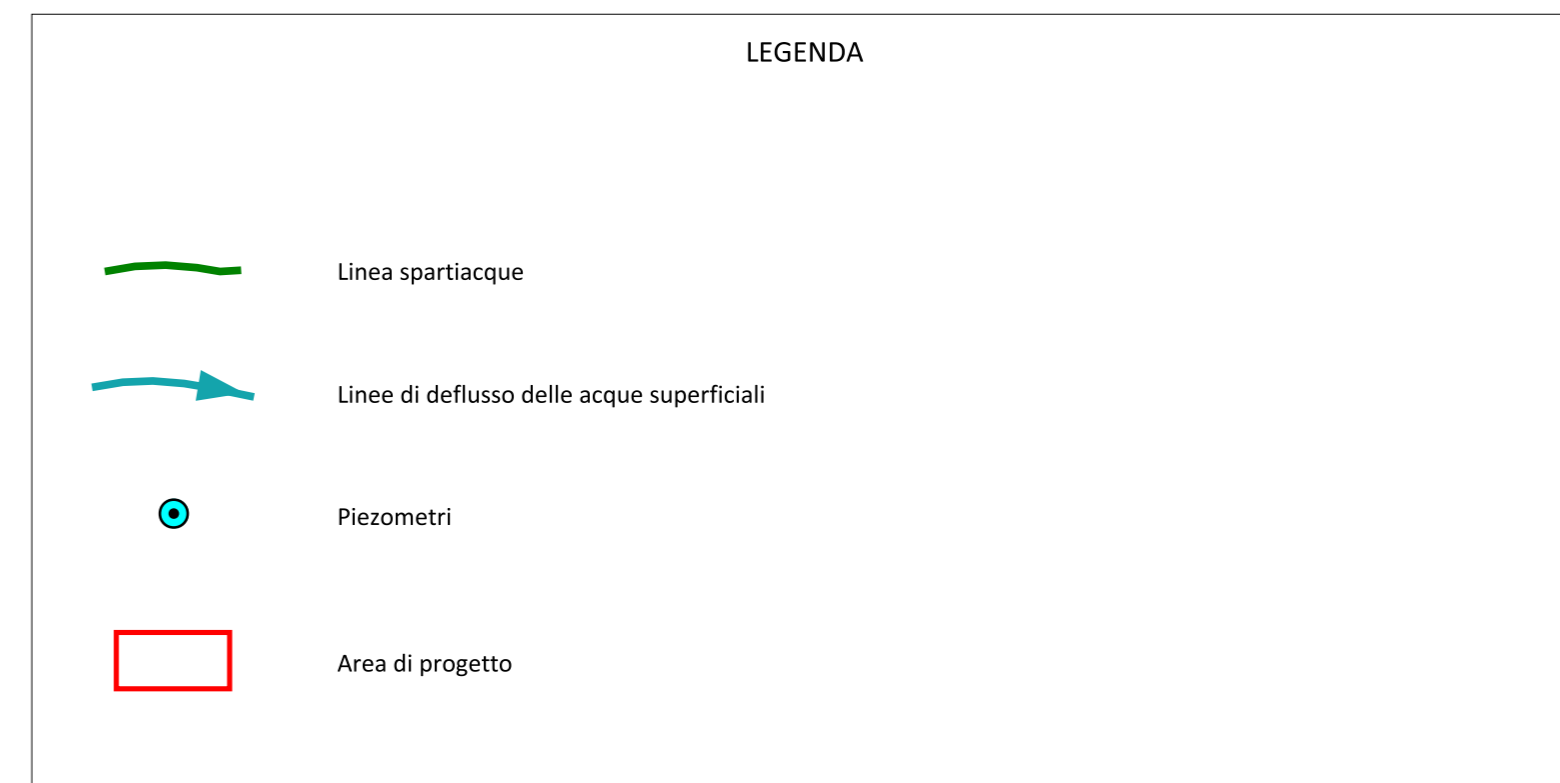 LEGENDA
Linea spartiacque
Linee di deflusso delle acque superficiali
Piezometri
Area di progetto